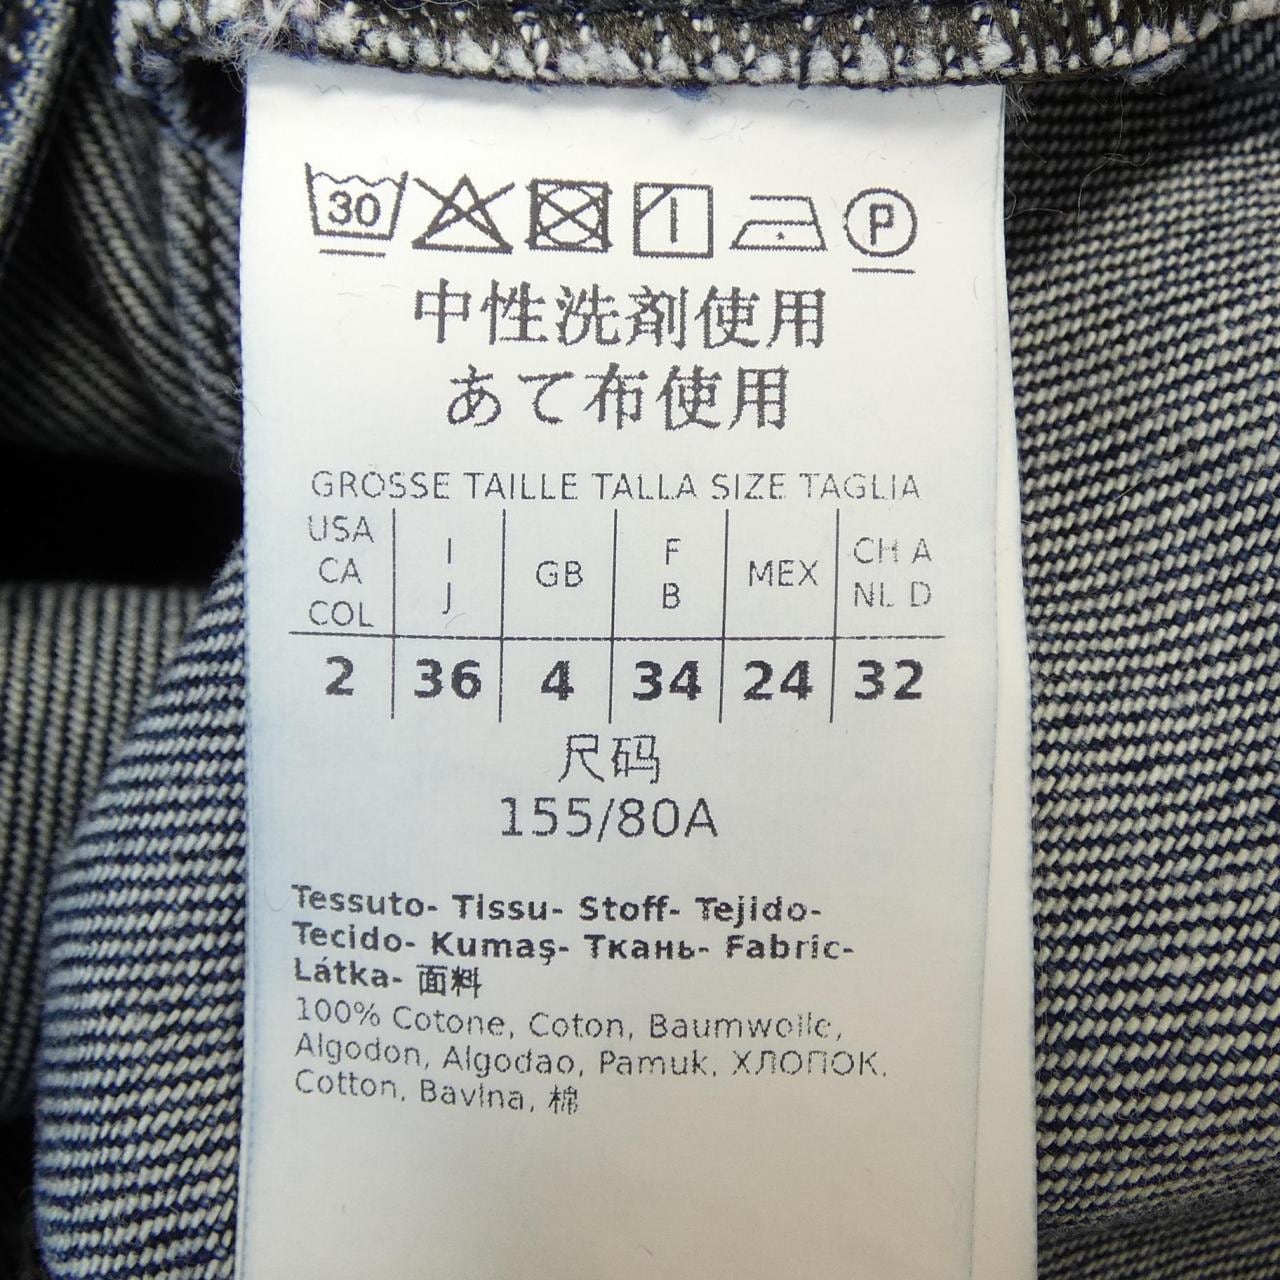 30 P
中性洗剤使用
あて布使用
GROSSE TAILLE TALLA SIZE TAGLIA
USA CA COL I J GB F B MEX CH A NL D
2 36 4 34 24 32
尺码
155/80A
Tessuto- Tissu- Stoff- Tejido-
Tecido- Kumaş- Ткань- Fabric-
Látka- 面料
100% Cotone, Coton, Baumwolle,
Algodon, Algodao, Pamuk, ХЛОПОК,
Cotton, Bavlna, 棉